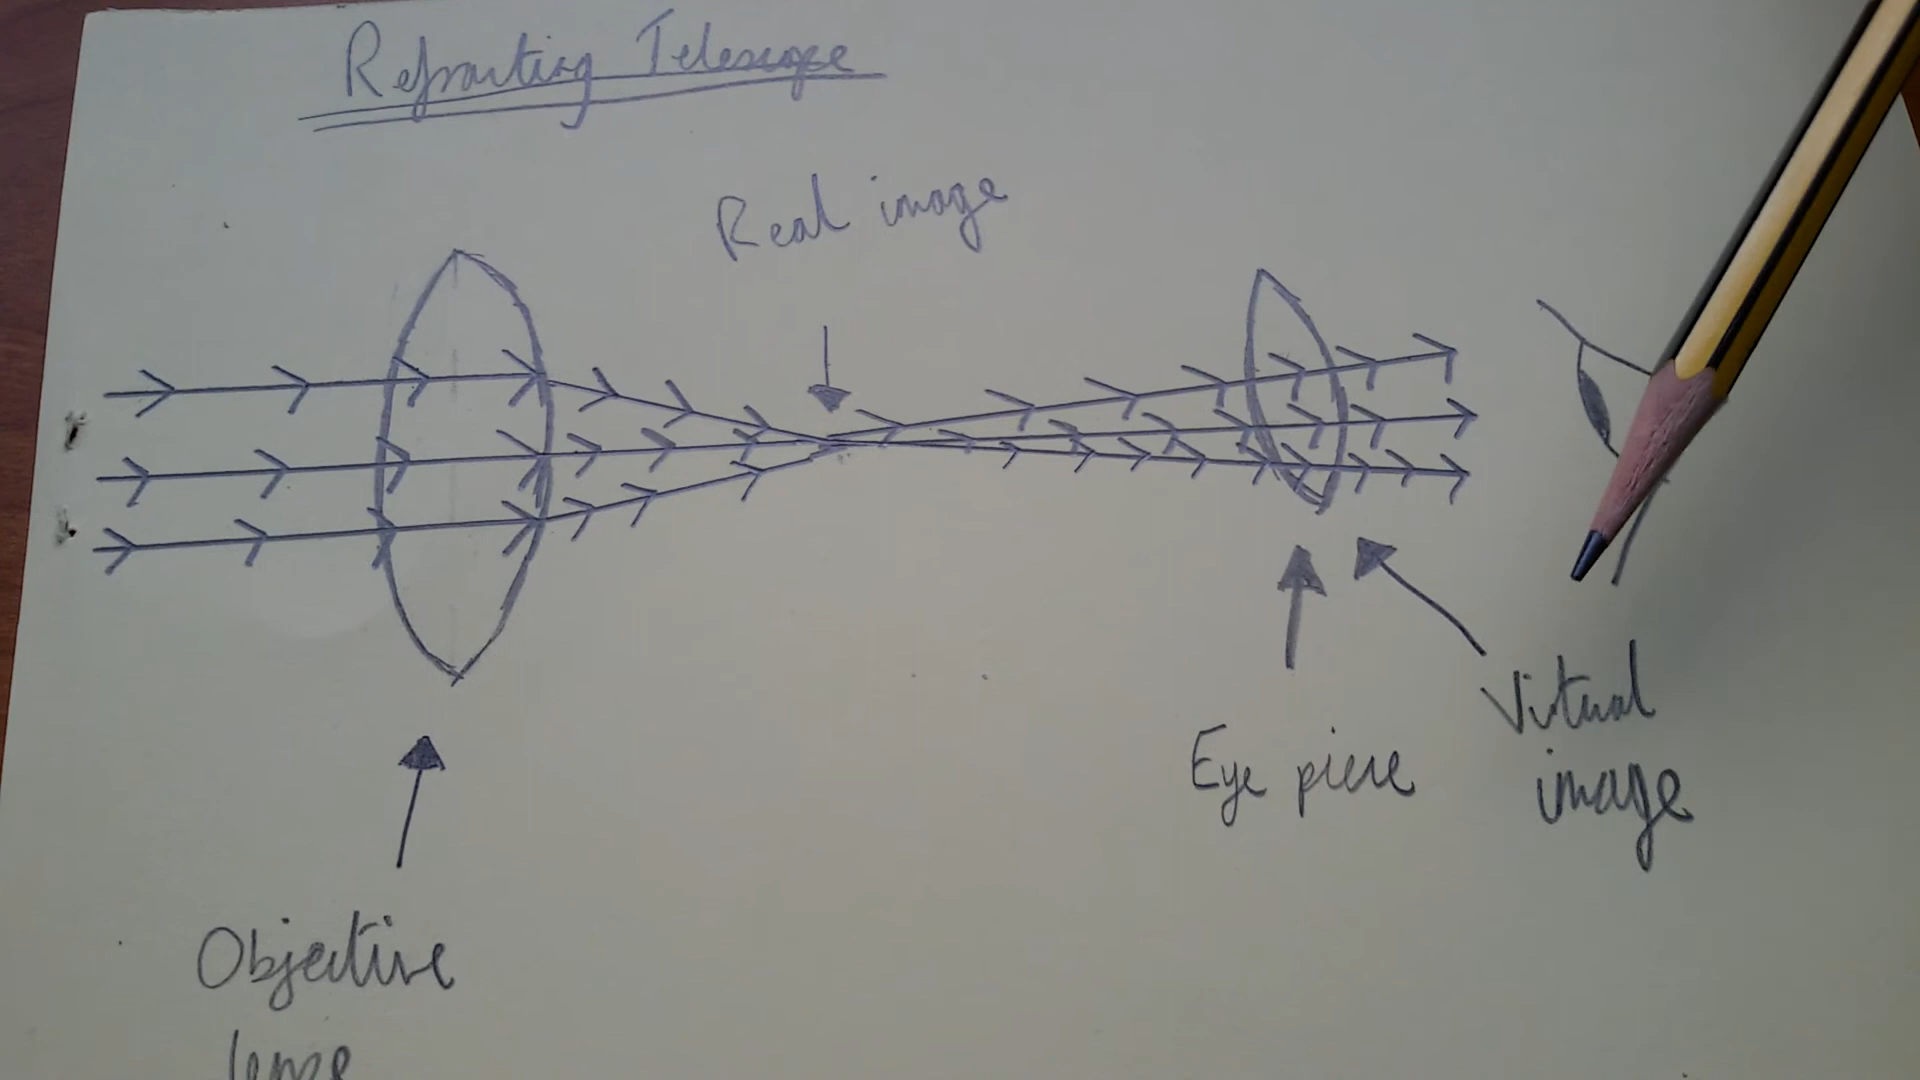 Refracting Telescope
Real image
Eye piece
Virtual
image
Objective
lense